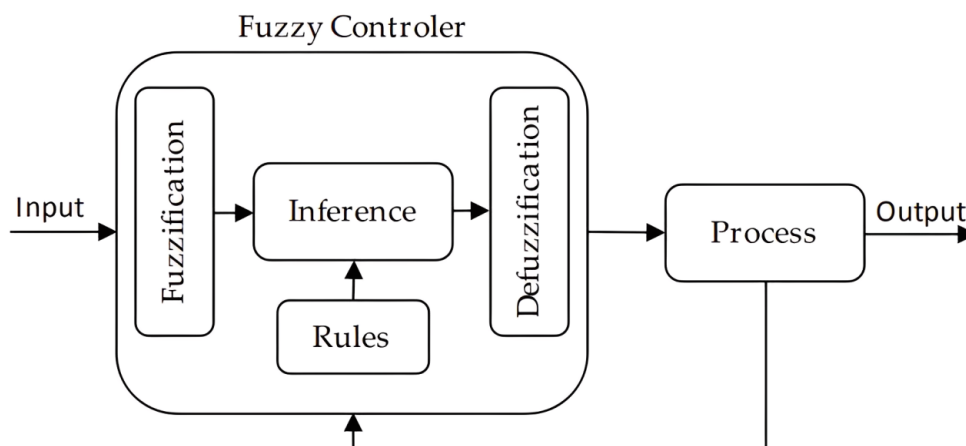 Fuzzy Controler
Input
Fuzzification
Inference
Rules
Defuzzification
Process
Output